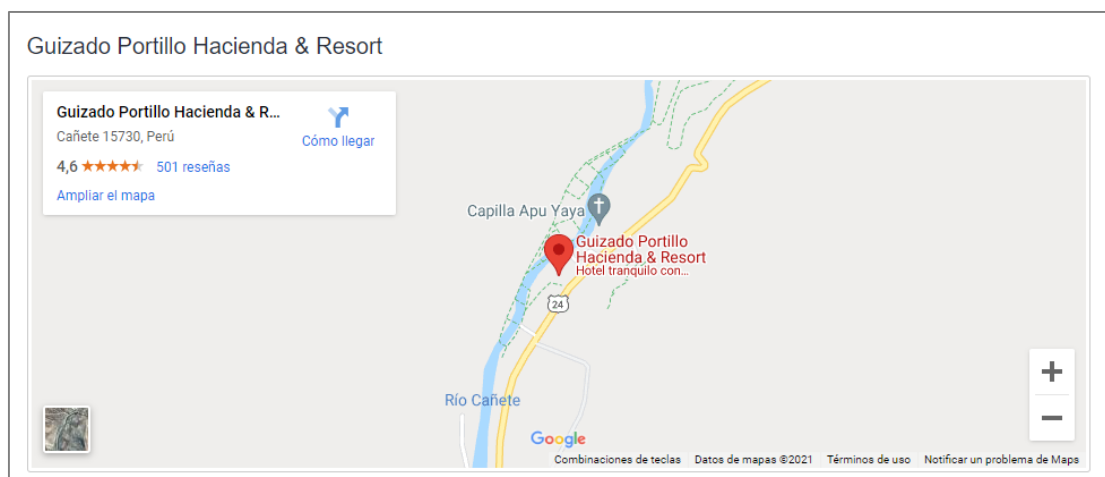 Guizado Portillo Hacienda & Resort
Guizado Portillo Hacienda & R...
Cañete 15730, Perú
Cómo llegar
4,6
501 reseñas
Ampliar el mapa
Capilla Apu Yaya
Guizado Portillo
Hacienda & Resort
Hotel tranquilo con...
24
Río Cañete
+
−
Google
Combinaciones de teclas
Datos de mapas ©2021
Términos de uso
Notificar un problema de Maps